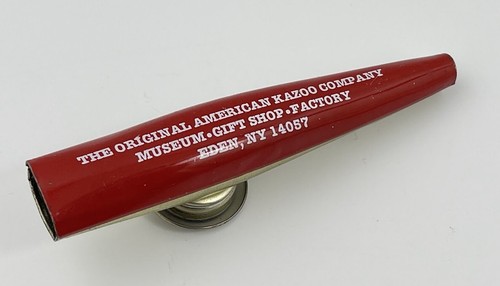 THE ORIGINAL AMERICAN KAZOO COMPANY
MUSEUM•GIFT SHOP•FACTORY
EDEN, NY 14057